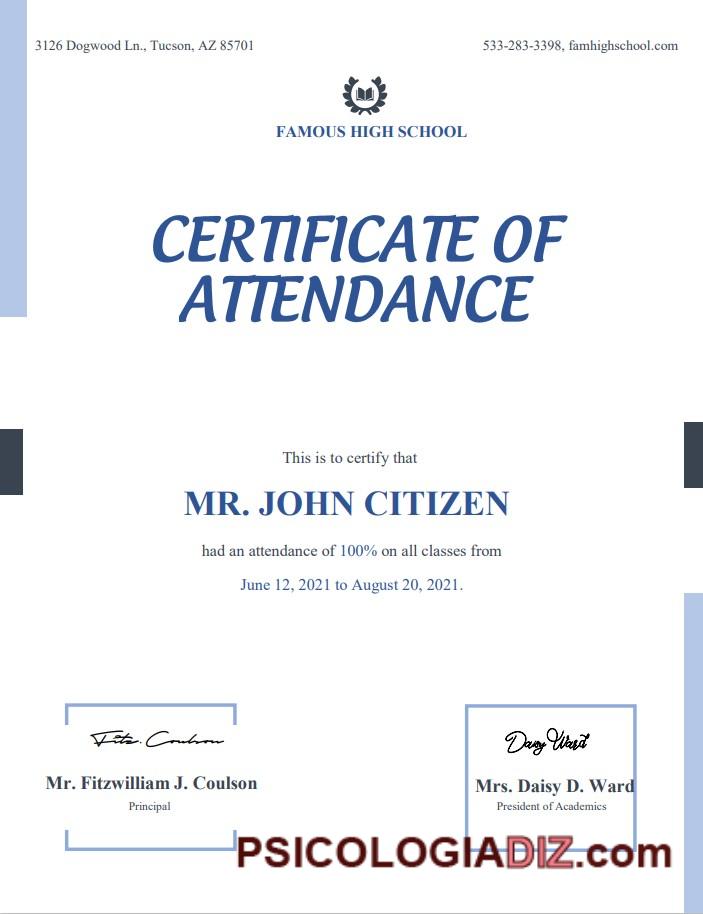 3126 Dogwood Ln., Tucson, AZ 85701
533-283-3398, famhighschool.com
FAMOUS HIGH SCHOOL
CERTIFICATE OF
ATTENDANCE
This is to certify that
MR. JOHN CITIZEN
had an attendance of 100% on all classes from
June 12, 2021 to August 20, 2021.
Fitz. Coulson
Daisy Ward
Mr. Fitzwilliam J. Coulson
Mrs. Daisy D. Ward
Principal
President of Academics
PSICOLOGIADIZ.com